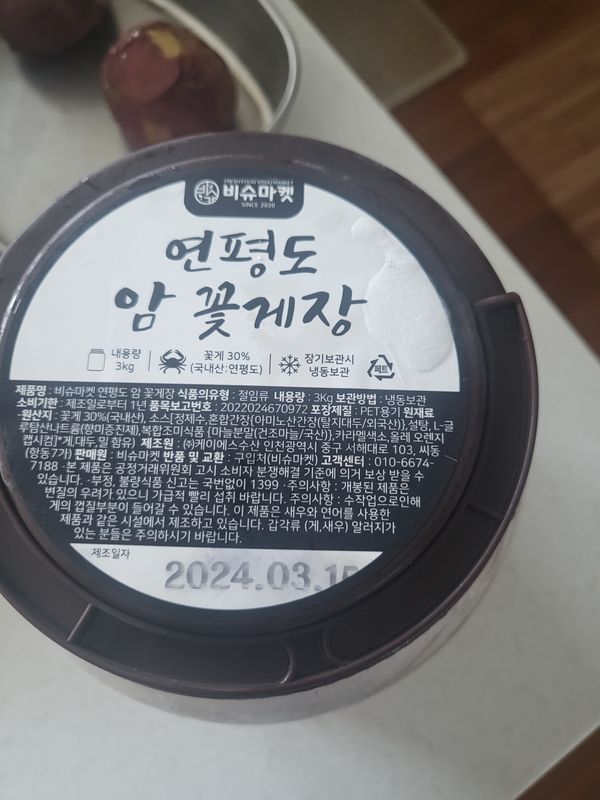 FRESH FOOD VISYU MARKET
비슈마켓
SINCE 2020
연평도
암 꽃게장
내용량
3kg
꽃게 30%
(국내산:연평도)
장기보관시
냉동보관
페트
제품명 : 비슈마켓 연평도 암 꽃게장 식품의유형 : 절임류 내용량 : 3Kg 보관방법 : 냉동보관
소비기한 : 제조일로부터 1년 품목보고번호 : 2022024670972 포장재질 : PET용기 원재료
·원산지 : 꽃게 30%(국내산), 소스[정제수,혼합간장{아미노산간장(탈지대두/외국산)},설탕, L-글
루탐산나트륨(향미증진제),복합조미식품 {마늘분말(건조마늘/국산)},카라멜색소,올레 오렌지
캡시컴]*게,대두,밀 함유) 제조원 : ㈜케이에스수산 인천광역시 중구 서해대로 103, 씨동
(항동7가) 판매원 : 비슈마켓 반품 및 교환 : 구입처(비슈마켓) 고객센터 : 010-6674-
7188 · 본 제품은 공정거래위원회 고시 소비자 분쟁해결 기준에 의거 보상 받을 수
있습니다. ·부정, 불량식품 신고는 국번없이 1399 ·주의사항 : 개봉된 제품은
변질의 우려가 있으니 가급적 빨리 섭취 바랍니다. 주의사항 : 수작업으로인해
게의 껍질부분이 들어갈 수 있습니다. 이 제품은 새우와 연어를 사용한
제품과 같은 시설에서 제조하고 있습니다. 갑각류 (게,새우) 알러지가
있는 분들은 주의하시기 바랍니다.
제조일자
2024.03.15